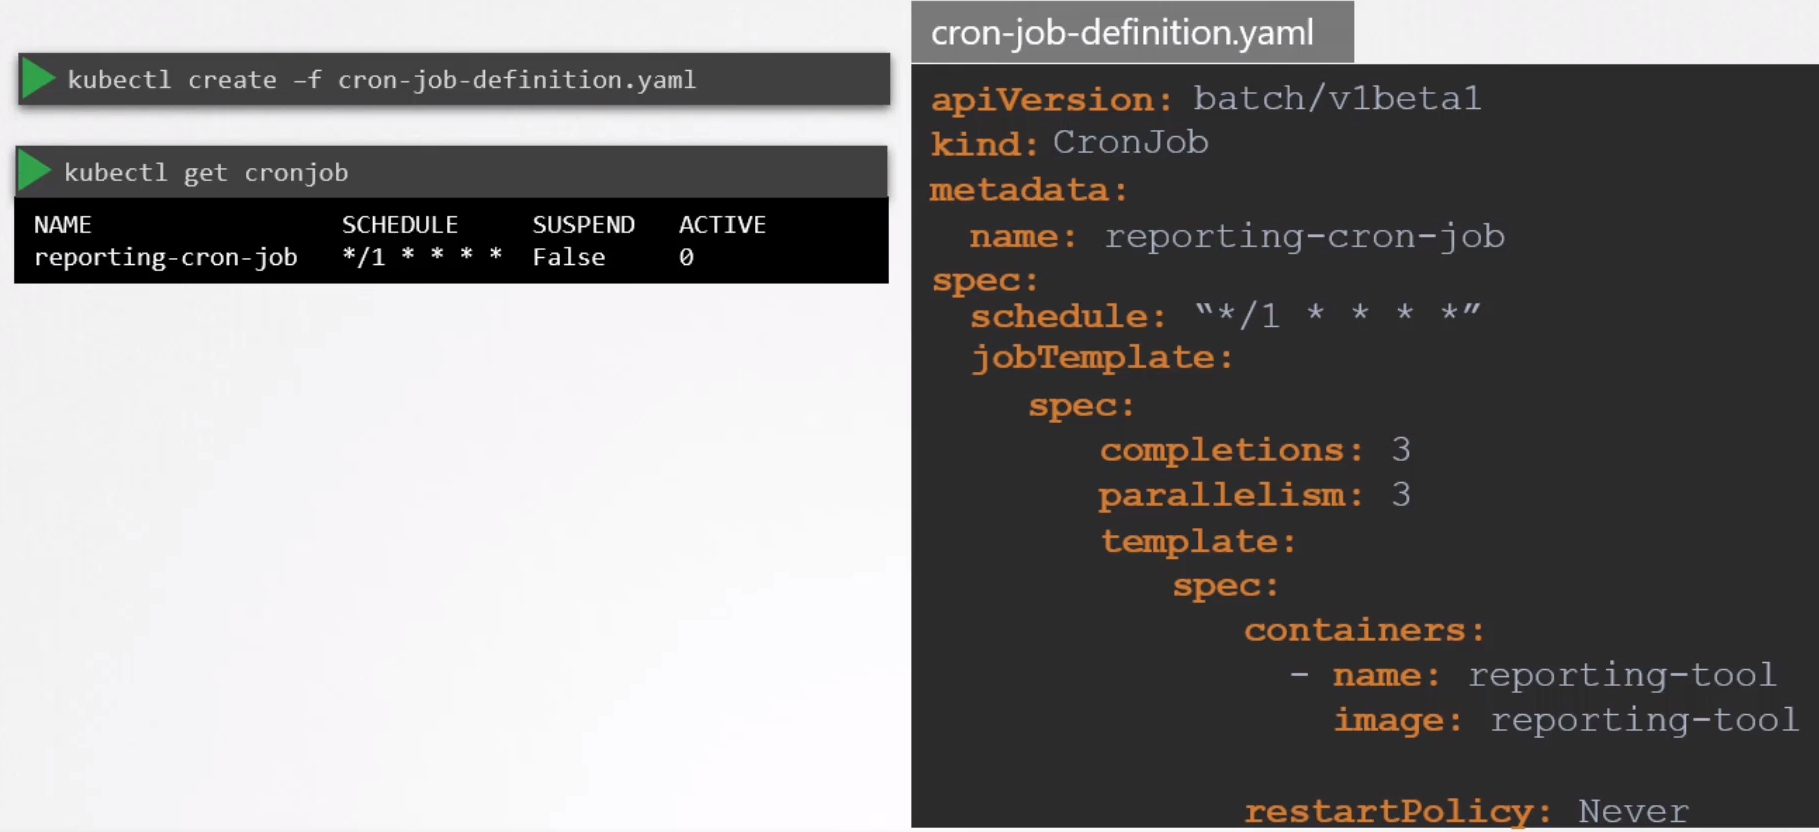 kubectl create –f cron-job-definition.yaml
kubectl get cronjob
NAME SCHEDULE SUSPEND ACTIVE
reporting-cron-job */1 * * * * False 0
cron-job-definition.yaml
apiVersion: batch/v1beta1
kind: CronJob
metadata:
  name: reporting-cron-job
spec:
  schedule: “*/1 * * * *”
  jobTemplate:
    spec:
      completions: 3
      parallelism: 3
      template:
        spec:
          containers:
            - name: reporting-tool
              image: reporting-tool
          restartPolicy: Never